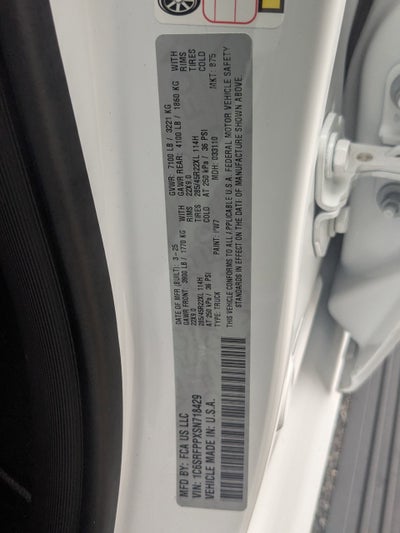 MFD BY: FCA US LLC
VIN: 1C6SRFPPXSN718429
VEHICLE MADE IN U.S.A.
DATE OF MFR (BUILT): 3-25 GVWR: 7100 LB / 3221 KG
GAWR FRONT: 3900 LB / 1770 KG WITH GAWR REAR: 4100 LB / 1860 KG WITH
22X9.0 RIMS 22X9.0 RIMS
285/45R22XL 114H TIRES 285/45R22XL 114H TIRES
AT 250 kPa / 36 PSI COLD AT 250 kPa / 36 PSI COLD
TYPE: TRUCK PAINT: PW7 MDH: 033110 MKT: 875
THIS VEHICLE CONFORMS TO ALL APPLICABLE U.S.A. FEDERAL MOTOR VEHICLE SAFETY
STANDARDS IN EFFECT ON THE DATE OF MANUFACTURE SHOWN ABOVE.